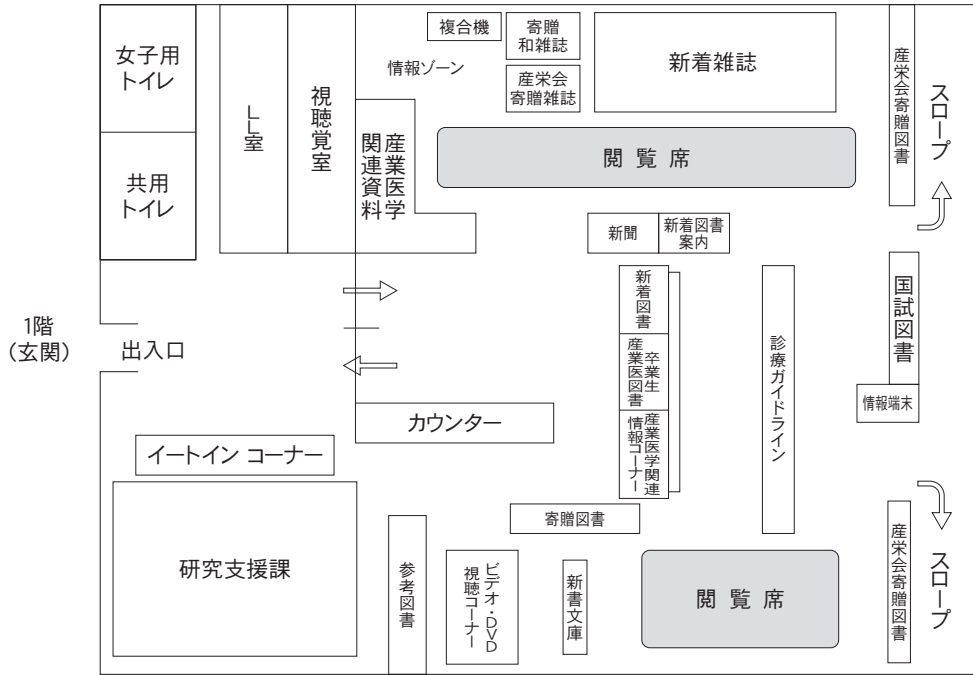 女子用
トイレ
共用
トイレ
LL室
視聴覚室
複合機
寄贈
和雑誌
情報ゾーン
産栄会
寄贈雑誌
新着雑誌
産業医学
関連資料
閲覧席
産栄会寄贈図書
スロープ
新聞
新着図書
案内
1階
(玄関)
出入口
新着図書
卒業生
産業医図書
産業医学関連
情報コーナー
診療ガイドライン
国試図書
情報端末
カウンター
イートイン コーナー
研究支援課
寄贈図書
参考図書
ビデオ・DVD
視聴コーナー
新書文庫
閲覧席
産栄会寄贈図書
スロープ